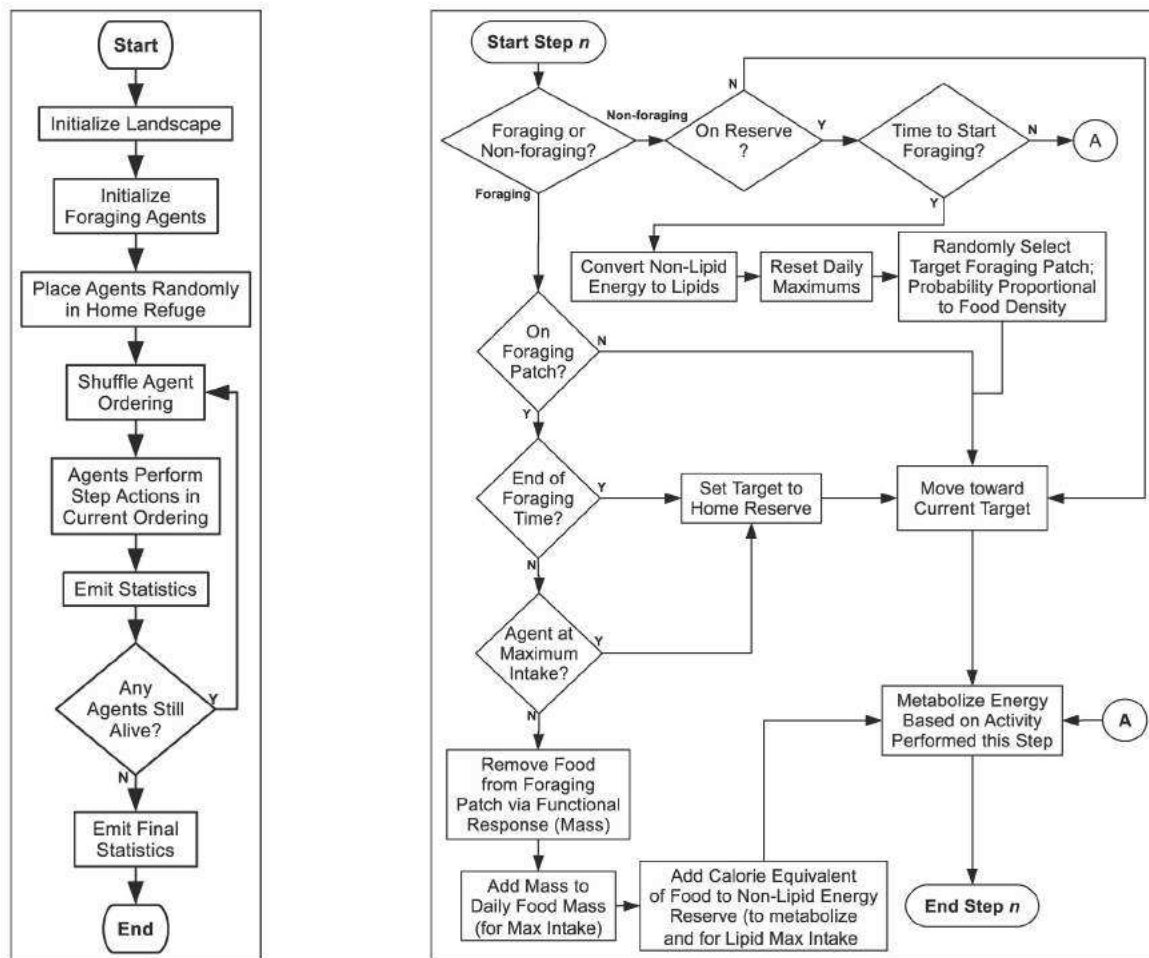 Start
Initialize Landscape
Initialize
Foraging Agents
Place Agents Randomly
in Home Refuge
Shuffle Agent
Ordering
Agents Perform
Step Actions in
Current Ordering
Emit Statistics
Any
Agents Still
Alive?
Y
N
Emit Final
Statistics
End
Start Step n
Foraging or
Non-foraging?
Non-foraging
Foraging
On Reserve
?
N
Y
Time to Start
Foraging?
N
A
Y
Convert Non-Lipid
Energy to Lipids
Reset Daily
Maximums
Randomly Select
Target Foraging Patch;
Probability Proportional
to Food Density
On
Foraging
Patch?
N
Y
End of
Foraging
Time?
Y
Set Target to
Home Reserve
Move toward
Current Target
N
Agent at
Maximum
Intake?
Y
N
Metabolize Energy
Based on Activity
Performed this Step
A
Remove Food
from Foraging
Patch via Functional
Response (Mass)
Add Mass to
Daily Food Mass
(for Max Intake)
Add Calorie Equivalent
of Food to Non-Lipid Energy
Reserve (to metabolize
and for Lipid Max Intake
End Step n